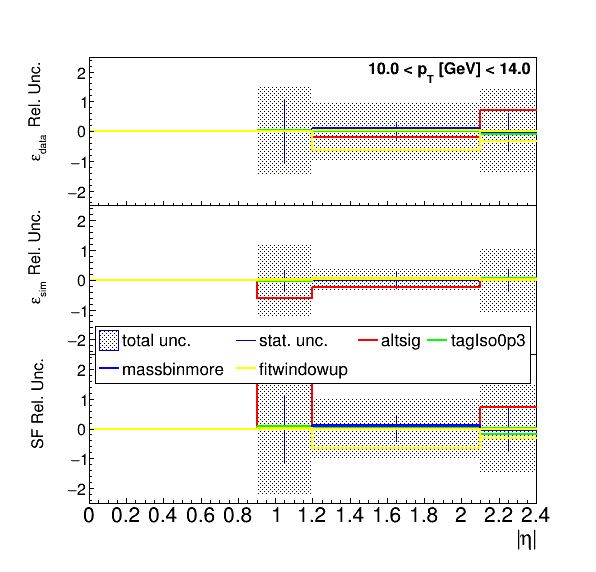 10.0 < p_T [GeV] < 14.0
ε_data Rel. Unc.
2
1
0
−1
−2
ε_sim Rel. Unc.
2
1
0
−1
−2
total unc. stat. unc. altsig tagIso0p3
massbinmore fitwindowup
SF Rel. Unc.
2
1
0
−1
−2
0 0.2 0.4 0.6 0.8 1 1.2 1.4 1.6 1.8 2 2.2 2.4
|η|